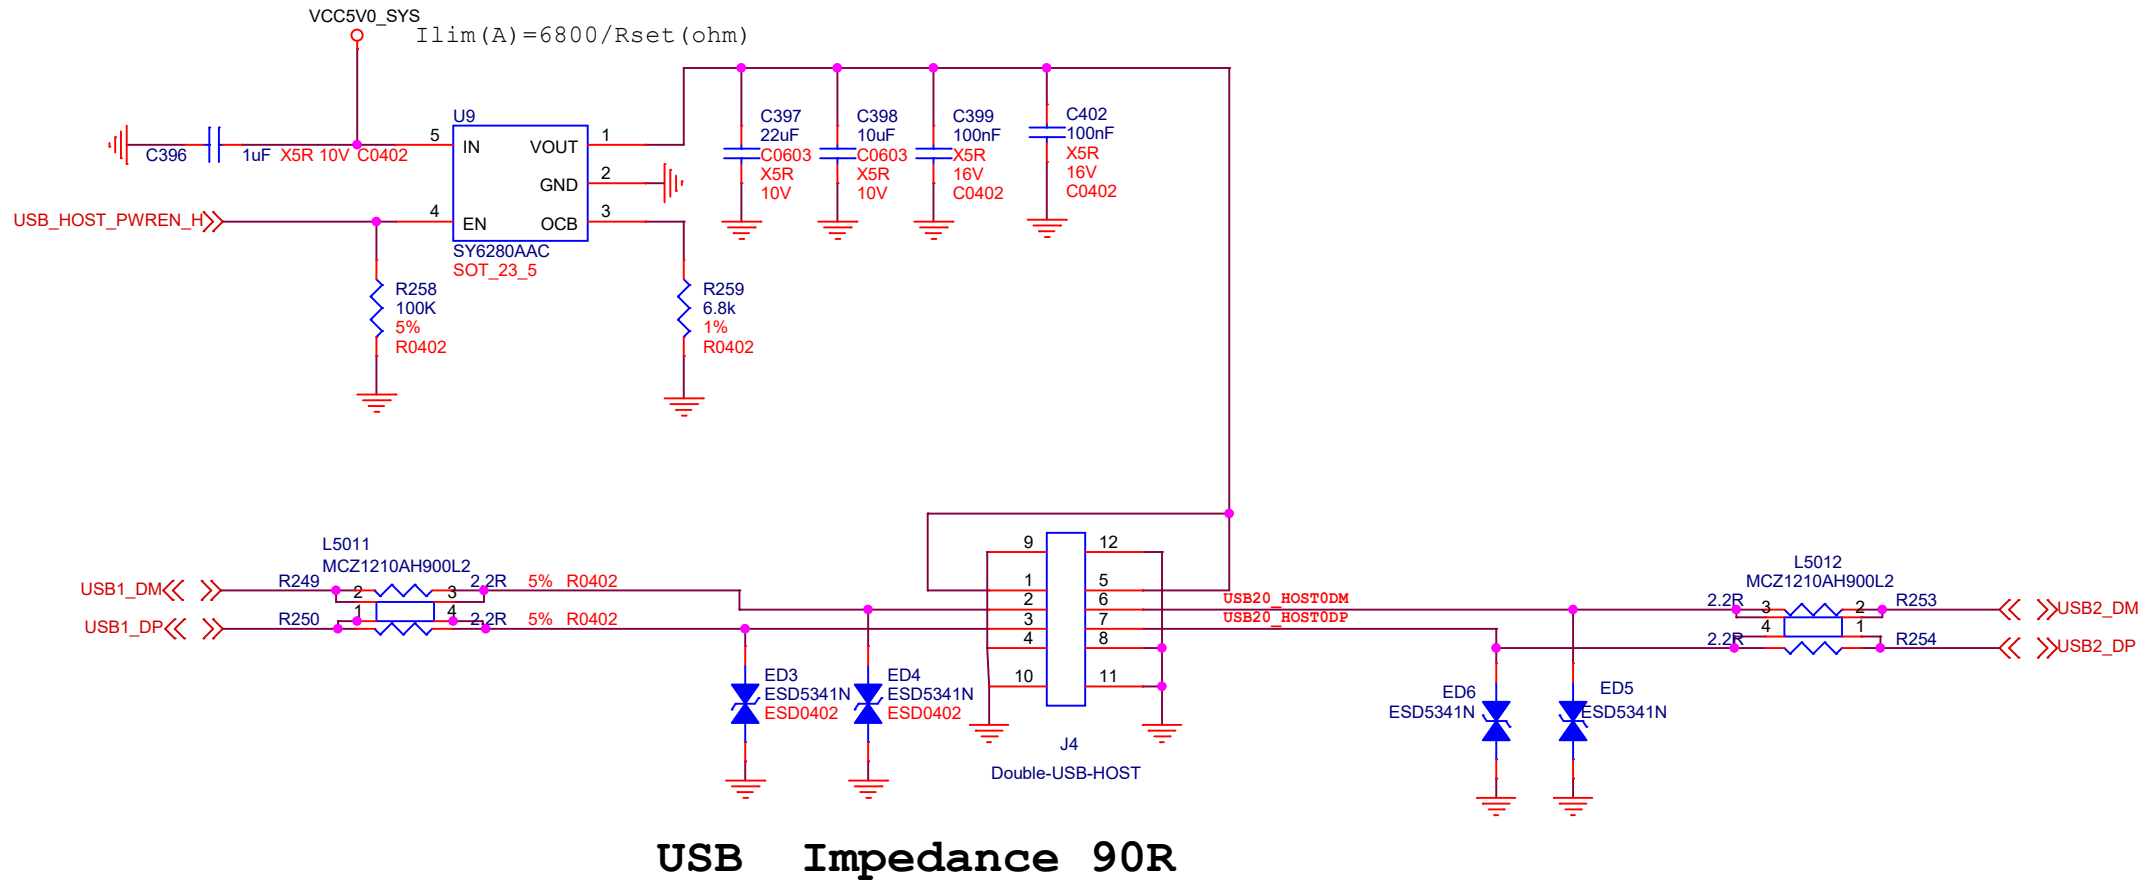 VCC5V0_SYS
Ilim(A)=6800/Rset(ohm)
U9
5 IN
VOUT 1
GND 2
4 EN
OCB 3
SY6280AAC
SOT_23_5
C396
1uF X5R 10V C0402
USB_HOST_PWREN_H
R258
100K
5%
R0402
R259
6.8k
1%
R0402
C397
22uF
C0603
X5R
10V
C398
10uF
C0603
X5R
10V
C399
100nF
X5R
16V
C0402
C402
100nF
X5R
16V
C0402
L5011
MCZ1210AH900L2
USB1_DM
R249
2 3
2.2R 5% R0402
1 4
USB1_DP
R250
2.2R 5% R0402
ED3
ESD5341N
ESD0402
ED4
ESD5341N
ESD0402
9 12
1 5
2 6
3 7
4 8
10 11
J4
Double-USB-HOST
USB20_HOST0DM
USB20_HOST0DP
L5012
MCZ1210AH900L2
2.2R 3 2 R253
USB2_DM
4 1
2.2R R254
USB2_DP
ED6
ESD5341N
ED5
ESD5341N
USB Impedance 90R